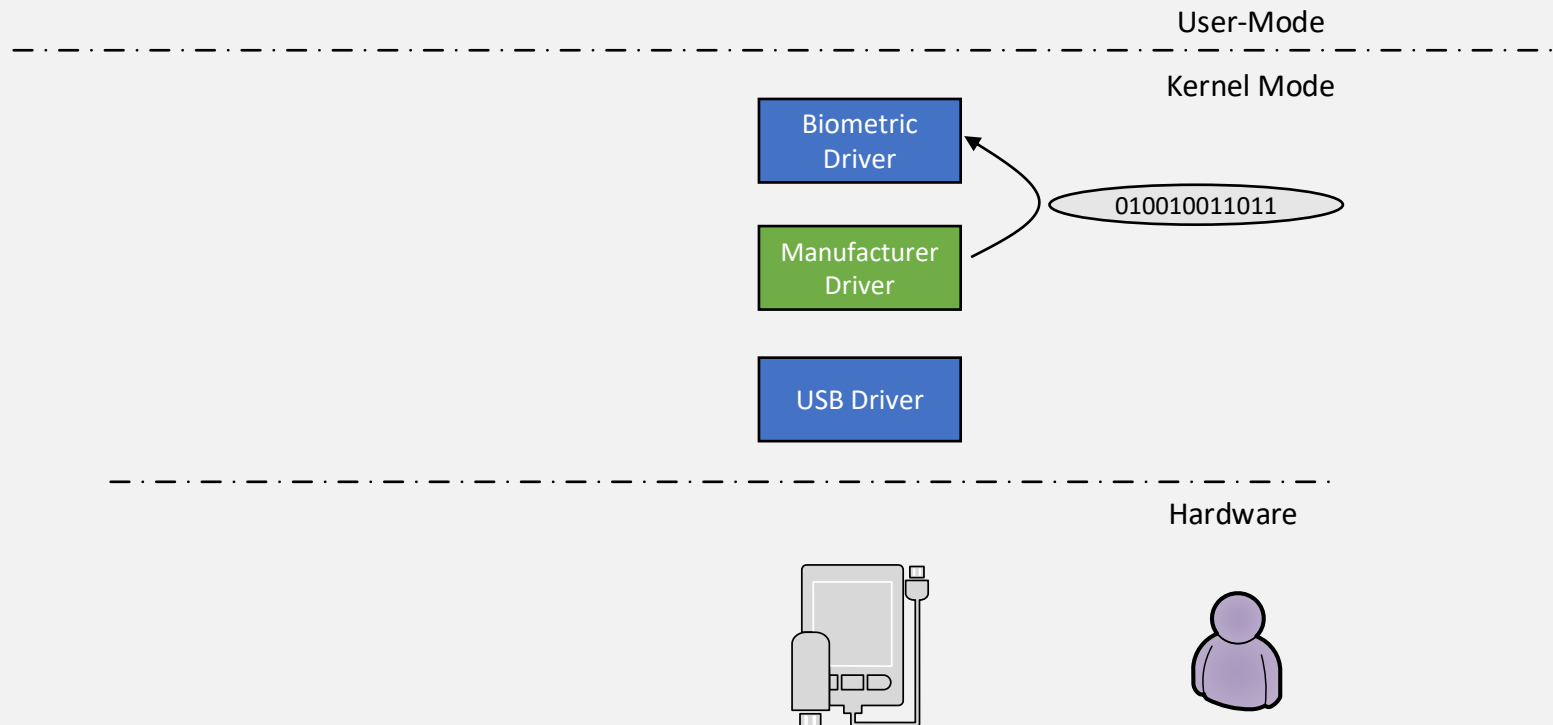 User-Mode
Kernel Mode
Biometric
Driver
010010011011
Manufacturer
Driver
USB Driver
Hardware